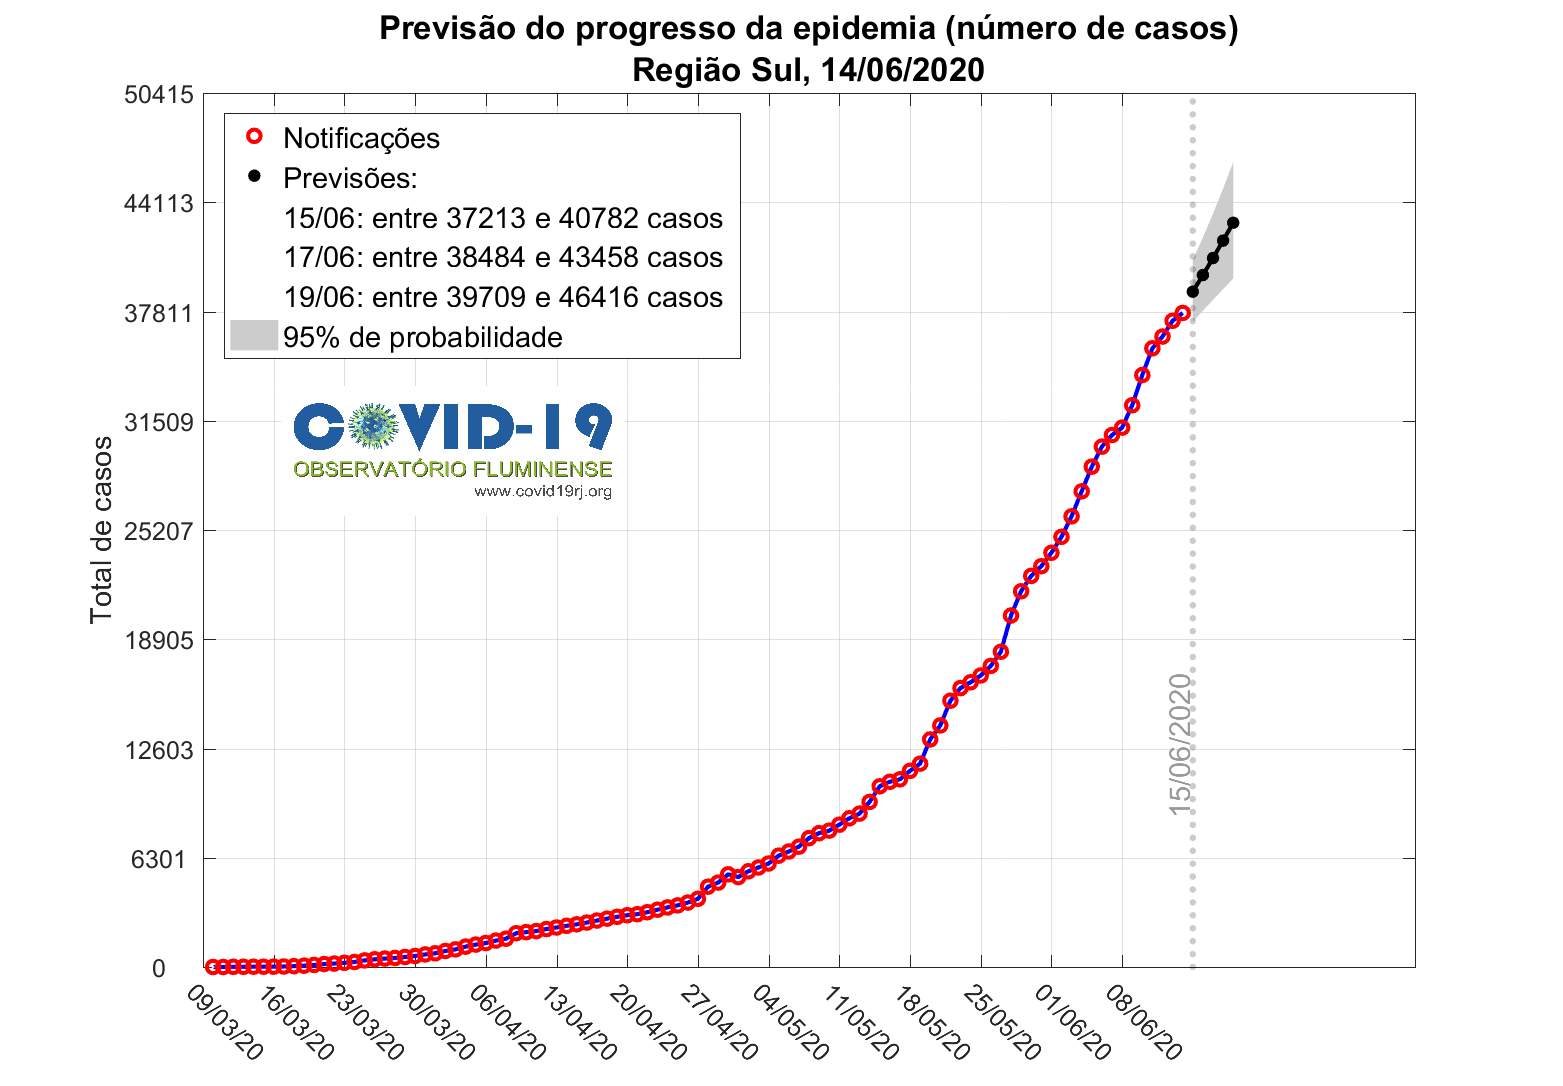 Previsão do progresso da epidemia (número de casos)
Região Sul, 14/06/2020
50415
44113
37811
31509
25207
18905
12603
6301
0
Total de casos
Notificações
Previsões:
15/06: entre 37213 e 40782 casos
17/06: entre 38484 e 43458 casos
19/06: entre 39709 e 46416 casos
95% de probabilidade
COVID-19
OBSERVATÓRIO FLUMINENSE
www.covid19rj.org
15/06/2020
09/03/20
16/03/20
23/03/20
30/03/20
06/04/20
13/04/20
20/04/20
27/04/20
04/05/20
11/05/20
18/05/20
25/05/20
01/06/20
08/06/20